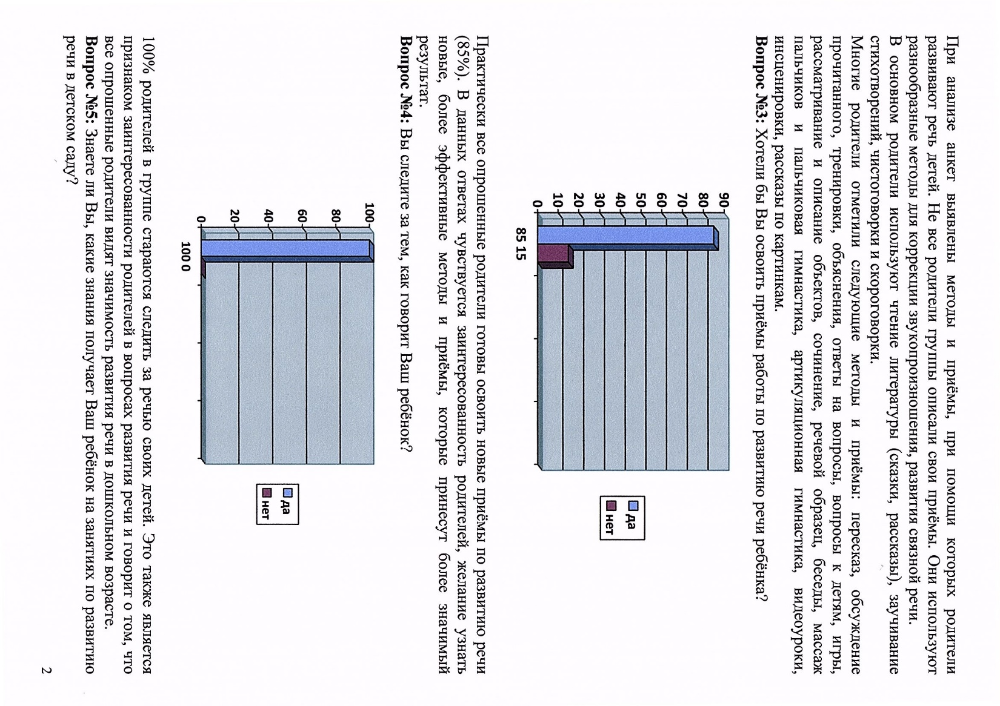 При анализе анкет выявлены методы и приёмы, при помощи которых родители
развивают речь детей. Не все родители группы описали свои приёмы. Они используют
разнообразные методы для коррекции звукопроизношения, развития связной речи.
В основном родители используют чтение литературы (сказки, рассказы), заучивание
стихотворений, чистоговорки и скороговорки.
Многие родители отметили следующие методы и приёмы: пересказ, обсуждение
прочитанного, тренировки, объяснения, ответы на вопросы, вопросы к детям, игры,
рассматривание и описание объектов, сочинение, речевой образец, беседы, массаж
пальчиков и пальчиковая гимнастика, артикуляционная гимнастика, видеоуроки,
инсценировки, рассказы по картинкам.
Вопрос №3: Хотели бы Вы освоить приёмы работы по развитию речи ребёнка?
90
80
70
60
50
40
30
20
10
0
85 15
да
нет
Практически все опрошенные родители готовы освоить новые приёмы по развитию речи
(85%). В данных ответах чувствуется заинтересованность родителей, желание узнать
новые, более эффективные методы и приёмы, которые принесут более значимый
результат.
Вопрос №4: Вы следите за тем, как говорит Ваш ребёнок?
100
80
60
40
20
0
100 0
да
нет
100% родителей в группе стараются следить за речью своих детей. Это также является
признаком заинтересованности родителей в вопросах развития речи и говорит о том, что
все опрошенные родители видят значимость развития речи в дошкольном возрасте.
Вопрос №5: Знаете ли Вы, какие знания получает Ваш ребёнок на занятиях по развитию
речи в детском саду?
2